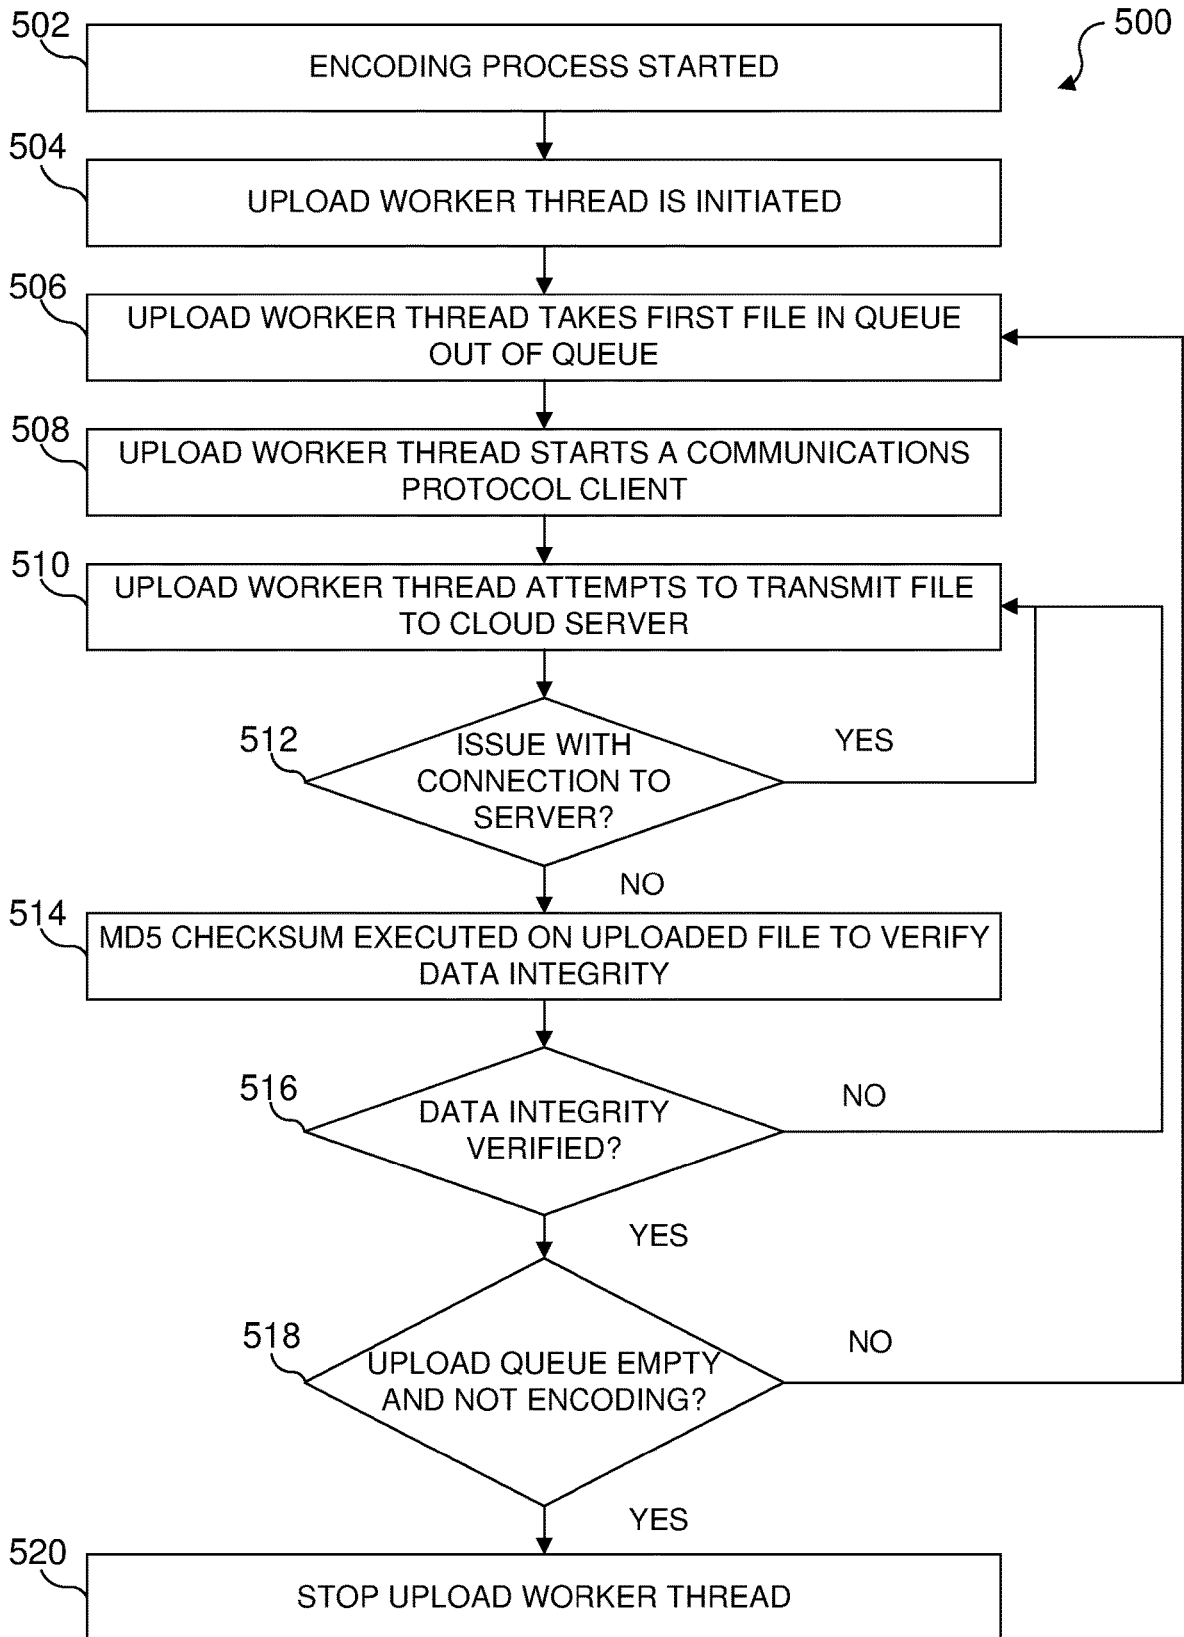 500
502
ENCODING PROCESS STARTED
504
UPLOAD WORKER THREAD IS INITIATED
506
UPLOAD WORKER THREAD TAKES FIRST FILE IN QUEUE
OUT OF QUEUE
508
UPLOAD WORKER THREAD STARTS A COMMUNICATIONS
PROTOCOL CLIENT
510
UPLOAD WORKER THREAD ATTEMPTS TO TRANSMIT FILE
TO CLOUD SERVER
512
ISSUE WITH
CONNECTION TO
SERVER?
YES
NO
514
MD5 CHECKSUM EXECUTED ON UPLOADED FILE TO VERIFY
DATA INTEGRITY
516
DATA INTEGRITY
VERIFIED?
NO
YES
518
UPLOAD QUEUE EMPTY
AND NOT ENCODING?
NO
YES
520
STOP UPLOAD WORKER THREAD